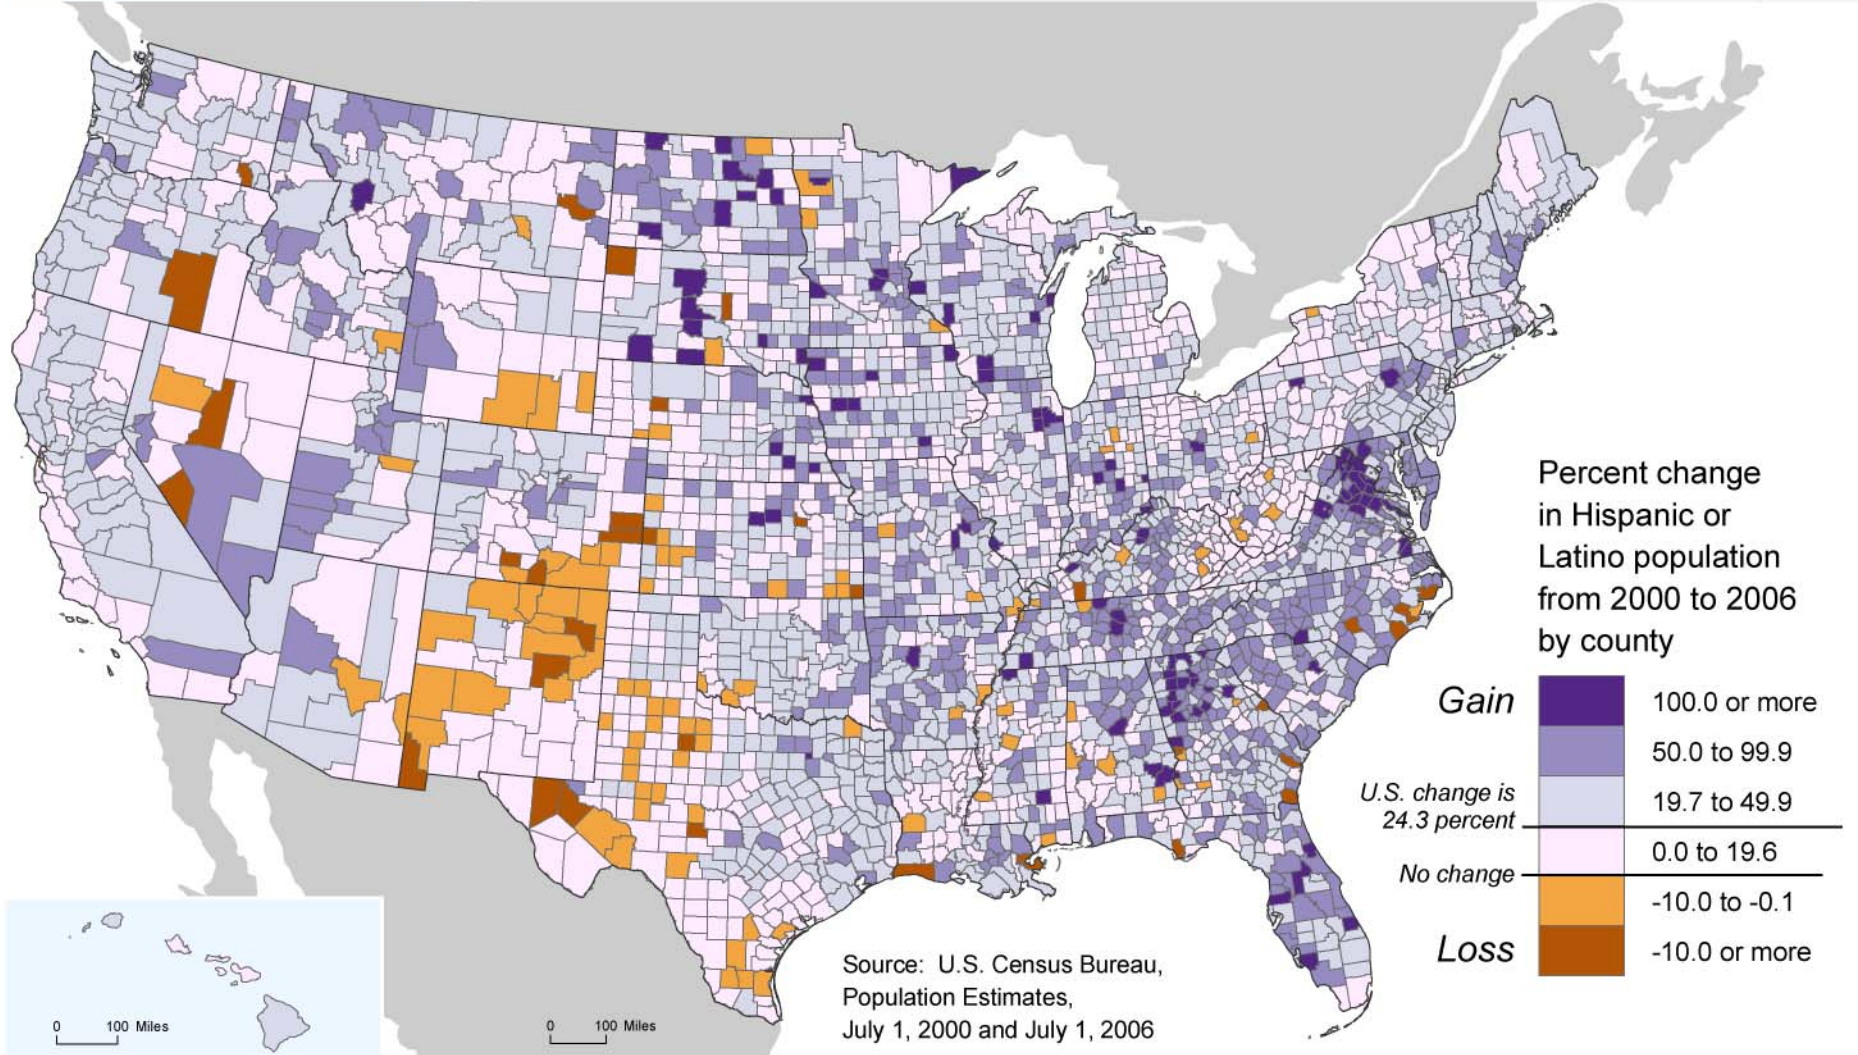 Percent change
in Hispanic or
Latino population
from 2000 to 2006
by county
Gain
100.0 or more
50.0 to 99.9
19.7 to 49.9
U.S. change is
24.3 percent
0.0 to 19.6
No change
-10.0 to -0.1
Loss
-10.0 or more
Source: U.S. Census Bureau,
Population Estimates,
July 1, 2000 and July 1, 2006
0 100 Miles
0 100 Miles